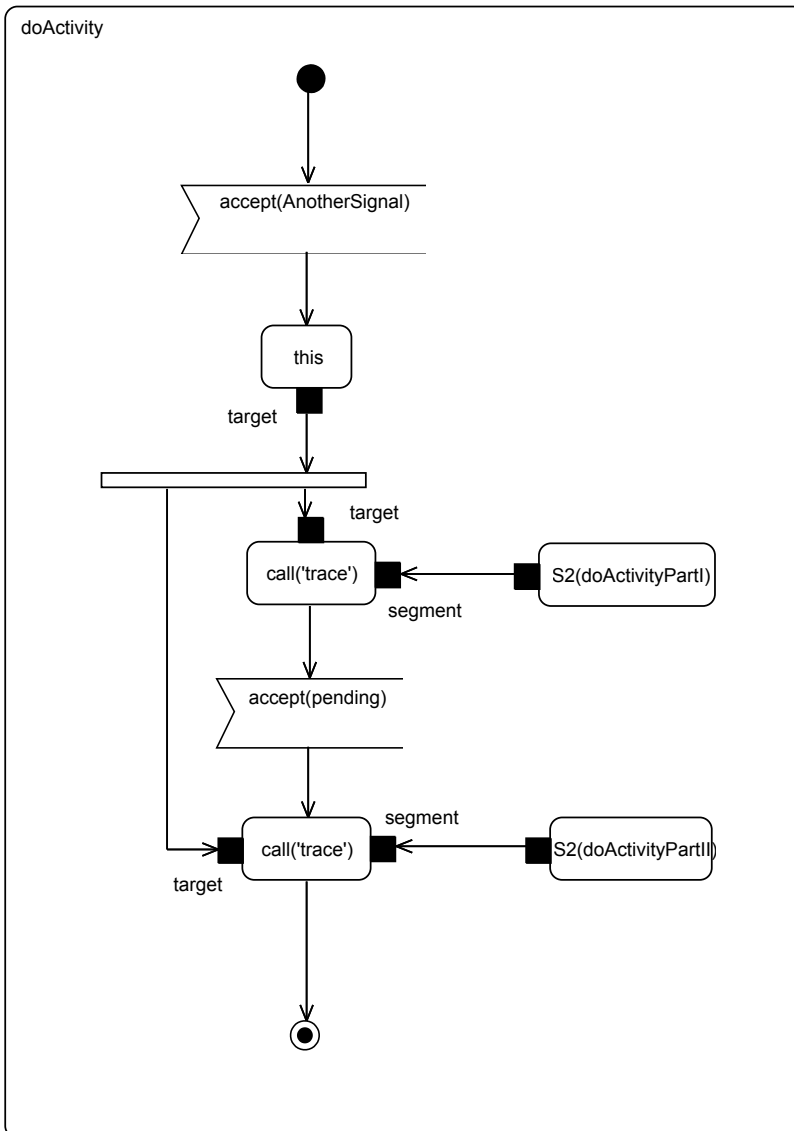 doActivity
accept(AnotherSignal)
this
target
target
call('trace')
S2(doActivityPartI)
segment
accept(pending)
segment
call('trace')
S2(doActivityPartII)
target